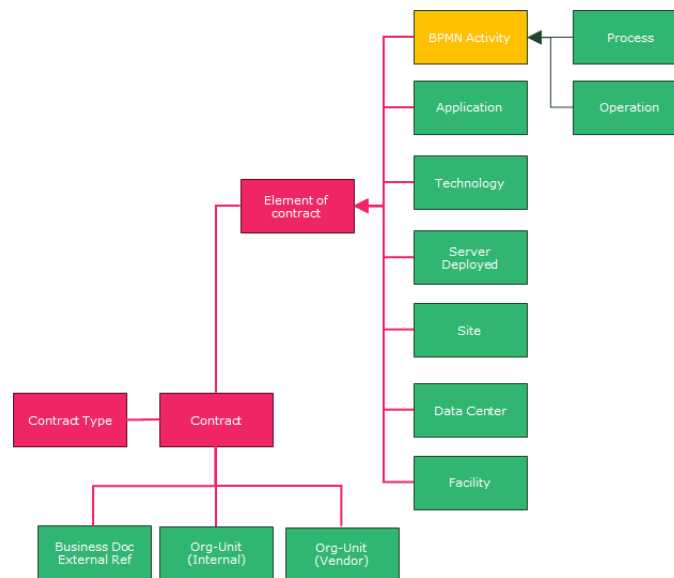 BPMN Activity
Process
Application
Operation
Technology
Element of
contract
Server
Deployed
Site
Contract Type
Contract
Data Center
Facility
Business Doc
External Ref
Org-Unit
(Internal)
Org-Unit
(Vendor)